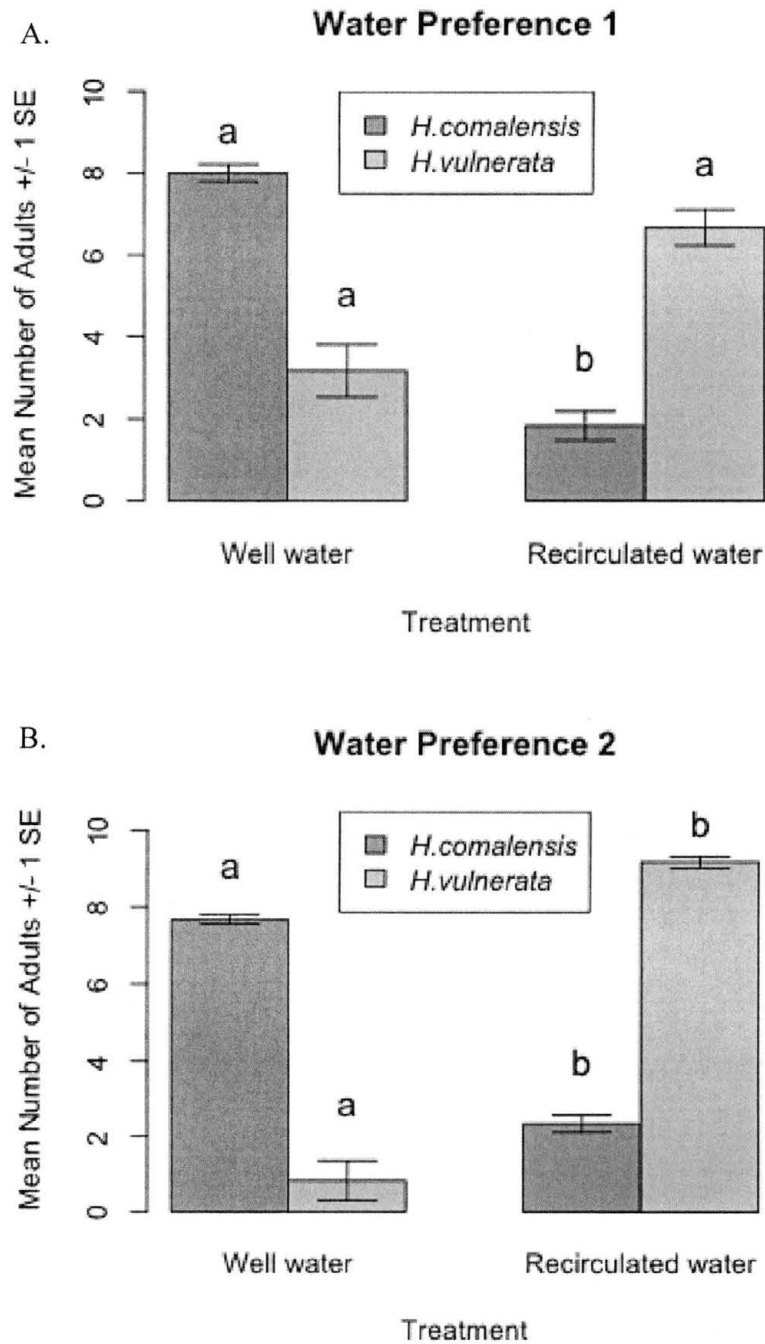 A.
Water Preference 1
Mean Number of Adults +/- 1 SE
10
8
6
4
2
0
H.comalensis
H.vulnerata
a
a
b
a
Well water
Recirculated water
Treatment
B.
Water Preference 2
Mean Number of Adults +/- 1 SE
10
8
6
4
2
0
H.comalensis
H.vulnerata
a
a
b
b
Well water
Recirculated water
Treatment